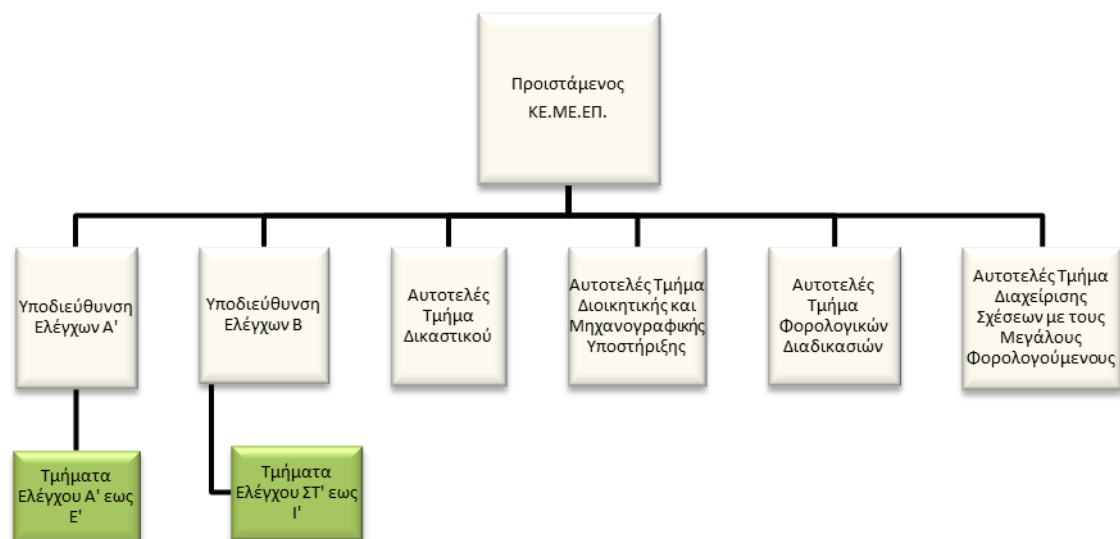 Προιστάμενος
ΚΕ.ΜΕ.ΕΠ.
Υποδιεύθυνση
Ελέγχων Α'
Υποδιεύθυνση
Ελέγχων Β
Αυτοτελές
Τμήμα
Δικαστικού
Αυτοτελές Τμήμα
Διοικητικής και
Μηχανογραφικής
Υποστήριξης
Αυτοτελές
Τμήμα
Φορολογικών
Διαδικασιών
Αυτοτελές Τμήμα
Διαχείρισης
Σχέσεων με τους
Μεγάλους
Φορολογούμενους
Τμήματα
Ελέγχου Α' εως
Ε'
Τμήματα
Ελέγχου ΣΤ' εως
Ι'